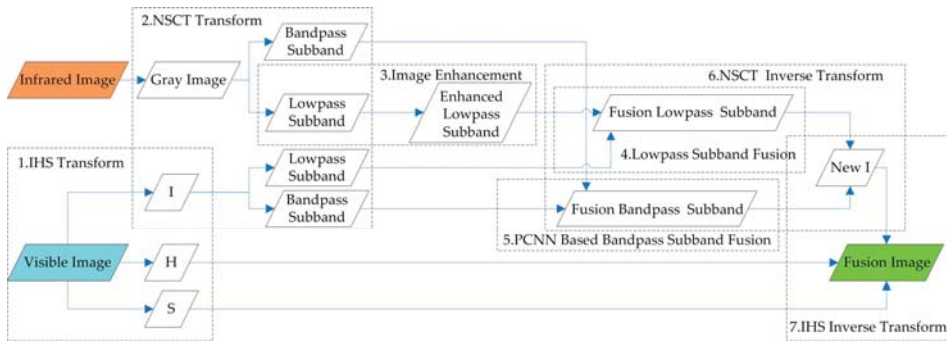 2.NSCT Transform
Bandpass
Subband
Infrared Image
Gray Image
3.Image Enhancement
Lowpass
Subband
Enhanced
Lowpass
Subband
6.NSCT Inverse Transform
Fusion Lowpass Subband
4.Lowpass Subband Fusion
1.IHS Transform
I
Lowpass
Subband
Bandpass
Subband
New I
Fusion Bandpass Subband
5.PCNN Based Bandpass Subband Fusion
Visible Image
H
S
Fusion Image
7.IHS Inverse Transform